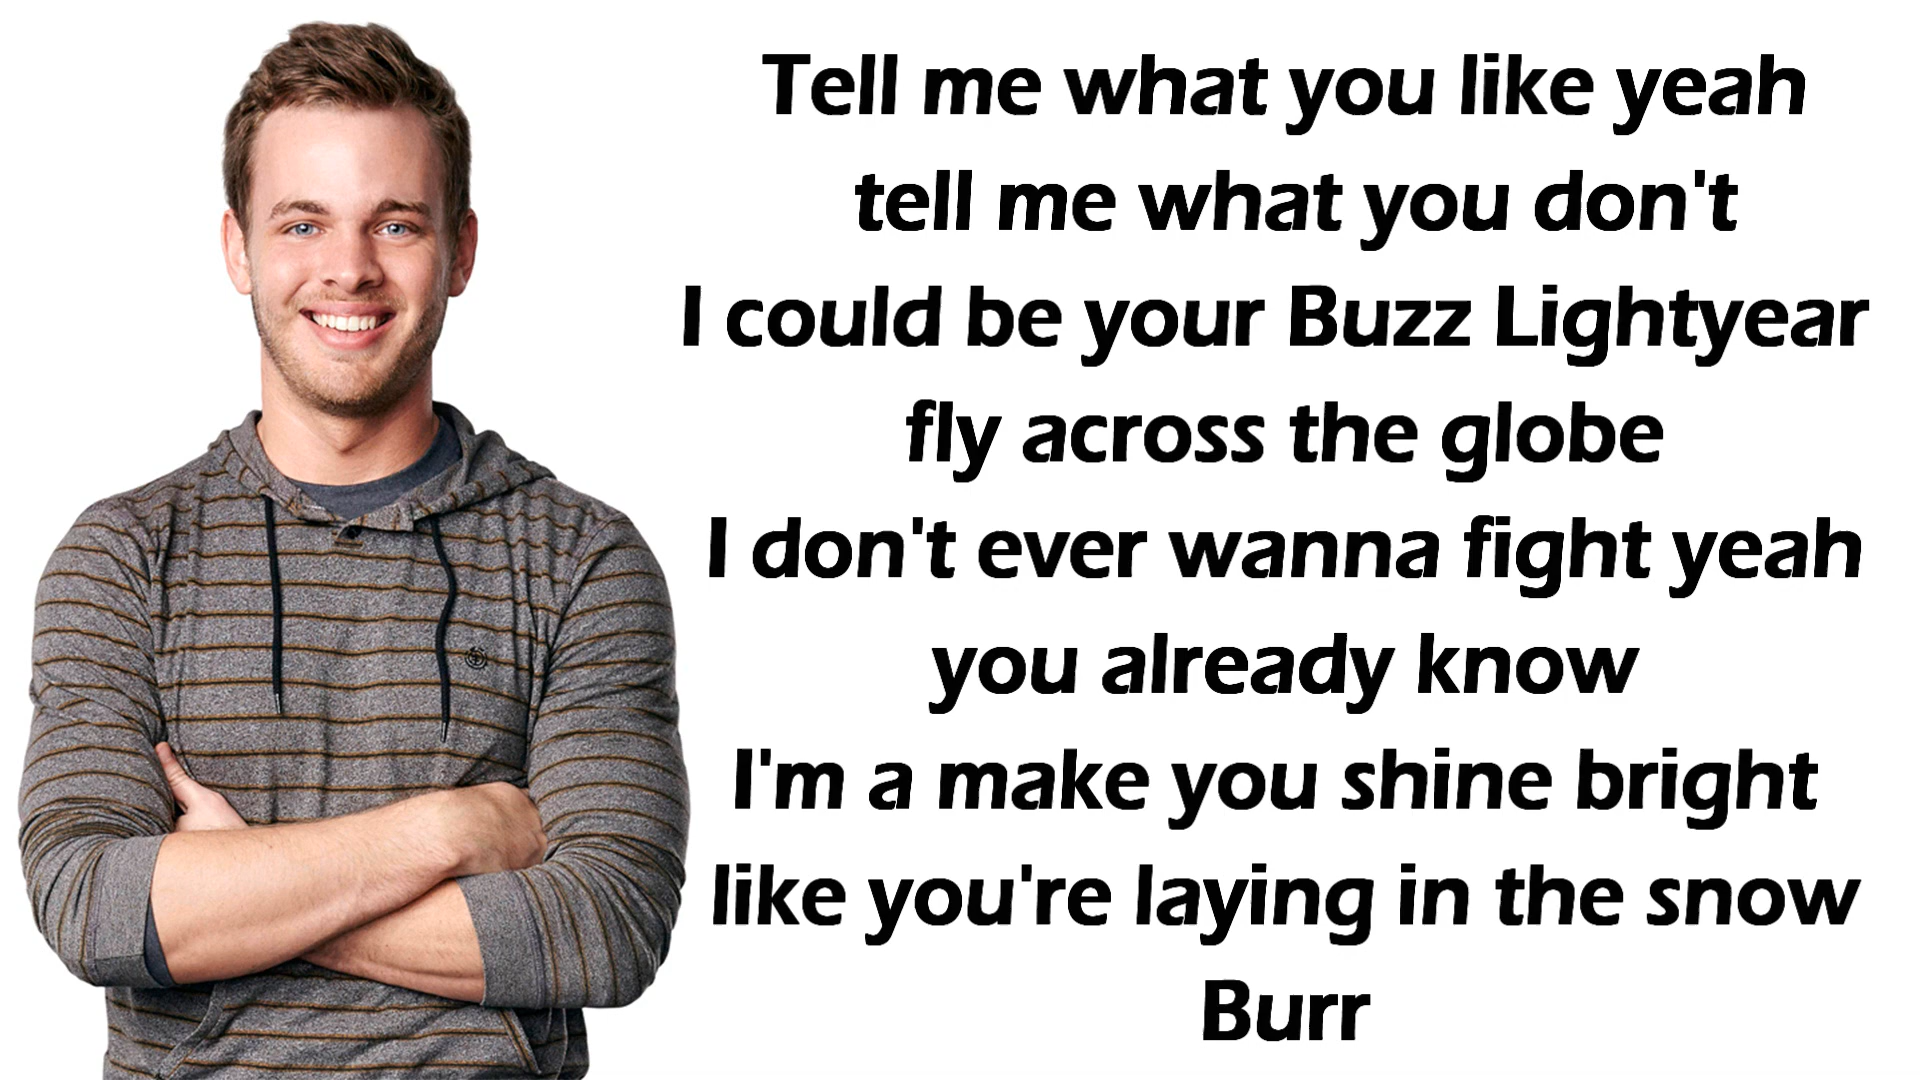 Tell me what you like yeah
tell me what you don't
I could be your Buzz Lightyear
fly across the globe
I don't ever wanna fight yeah
you already know
I'm a make you shine bright
like you're laying in the snow
Burr